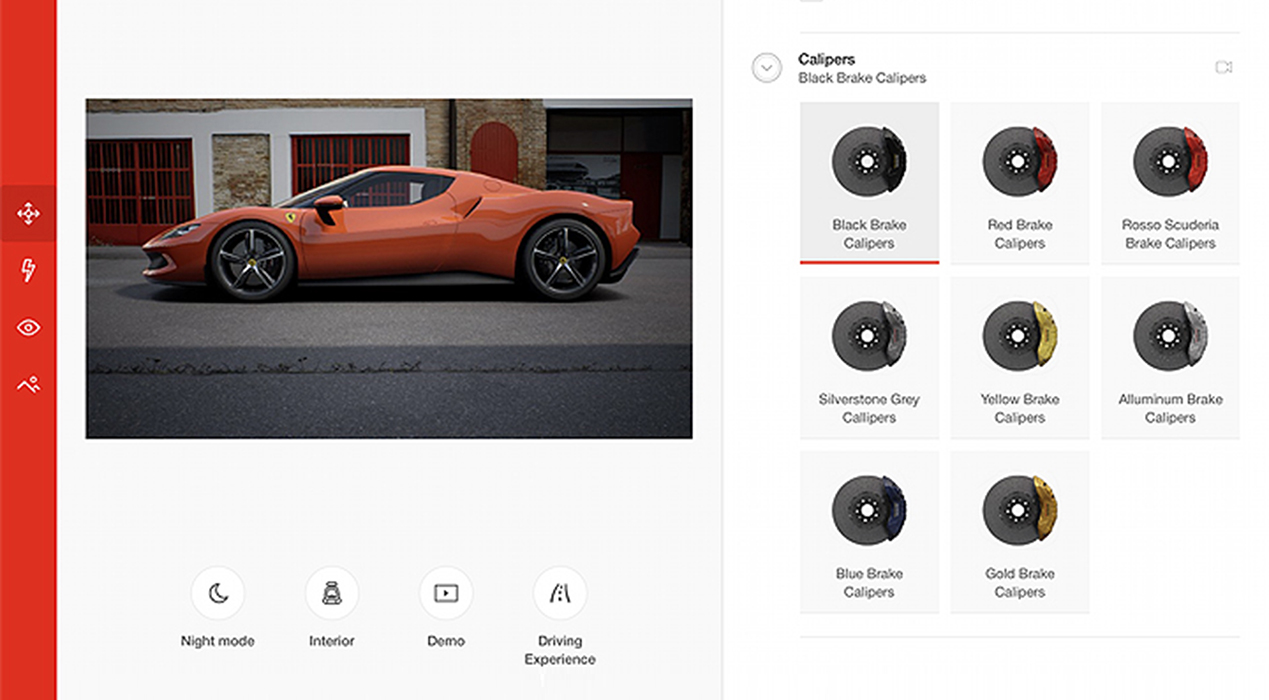 Night mode
Interior
Demo
Driving
Experience
Calipers
Black Brake Calipers
Black Brake
Calipers
Red Brake
Calipers
Rosso Scuderia
Brake Calipers
Silverstone Grey
Callipers
Yellow Brake
Calipers
Alluminum Brake
Calipers
Blue Brake
Calipers
Gold Brake
Calipers